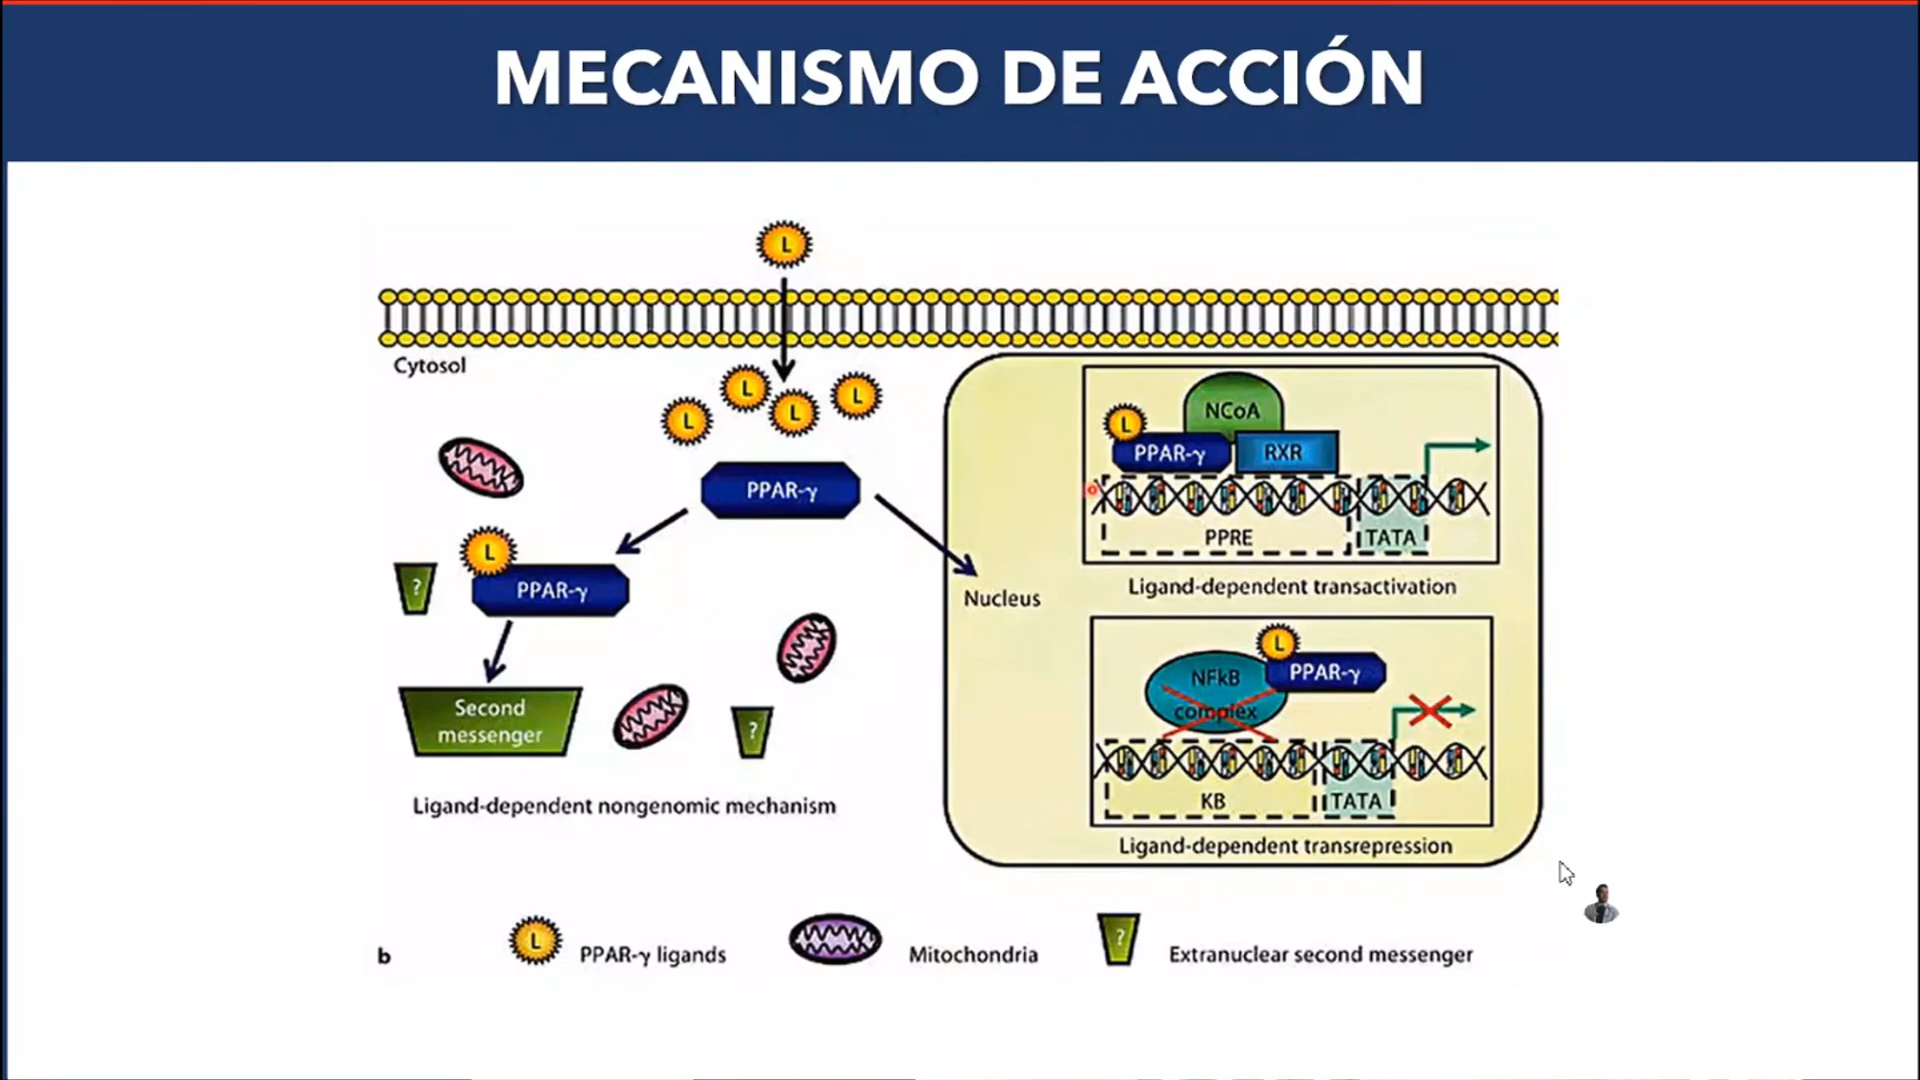 MECANISMO DE ACCIÓN
L
Cytosol
L
L
L
L
PPAR-γ
L
?
PPAR-γ
Second
messenger
?
Ligand-dependent nongenomic mechanism
Nucleus
NCoA
L
PPAR-γ
RXR
PPRE
TATA
Ligand-dependent transactivation
L
NFkB
complex
PPAR-γ
KB
TATA
Ligand-dependent transrepression
b
L
PPAR-γ ligands
Mitochondria
?
Extranuclear second messenger